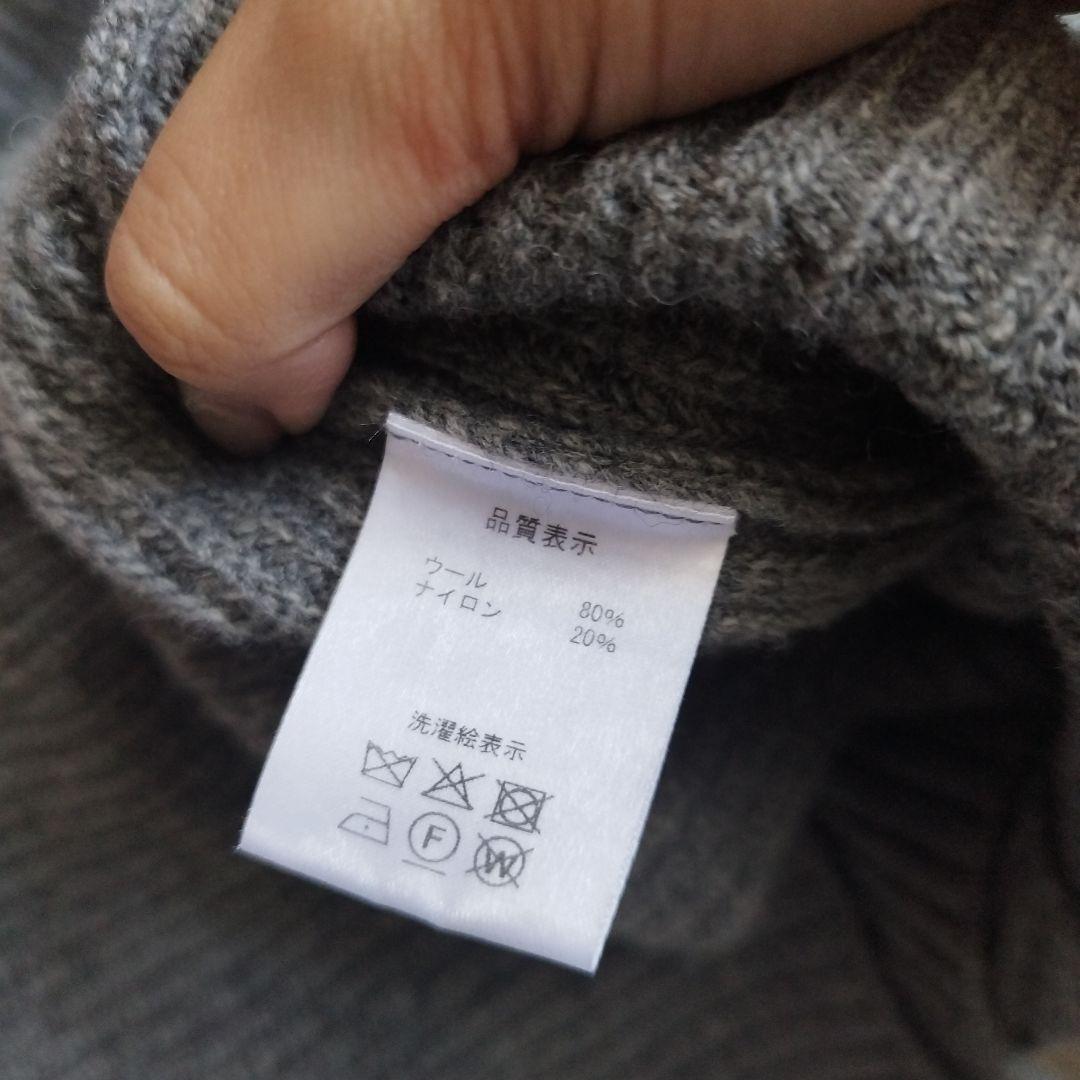 品質表示
ウール 80%
ナイロン 20%
洗濯絵表示
F W